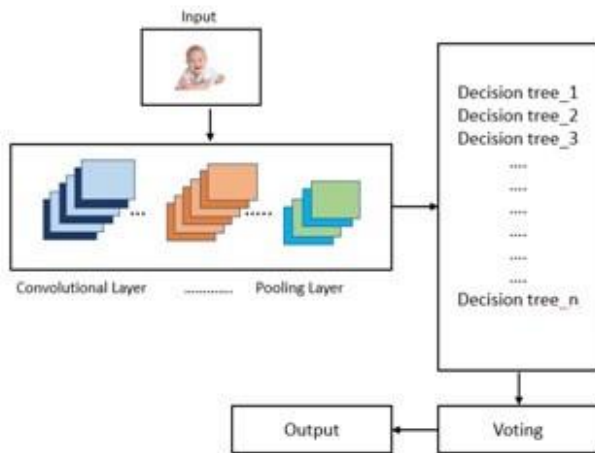 Input
Decision tree_1
Decision tree_2
Decision tree_3
....
....
....
....
....
....
Decision tree_n
...
.....
Convolutional Layer ............ Pooling Layer
Output
Voting